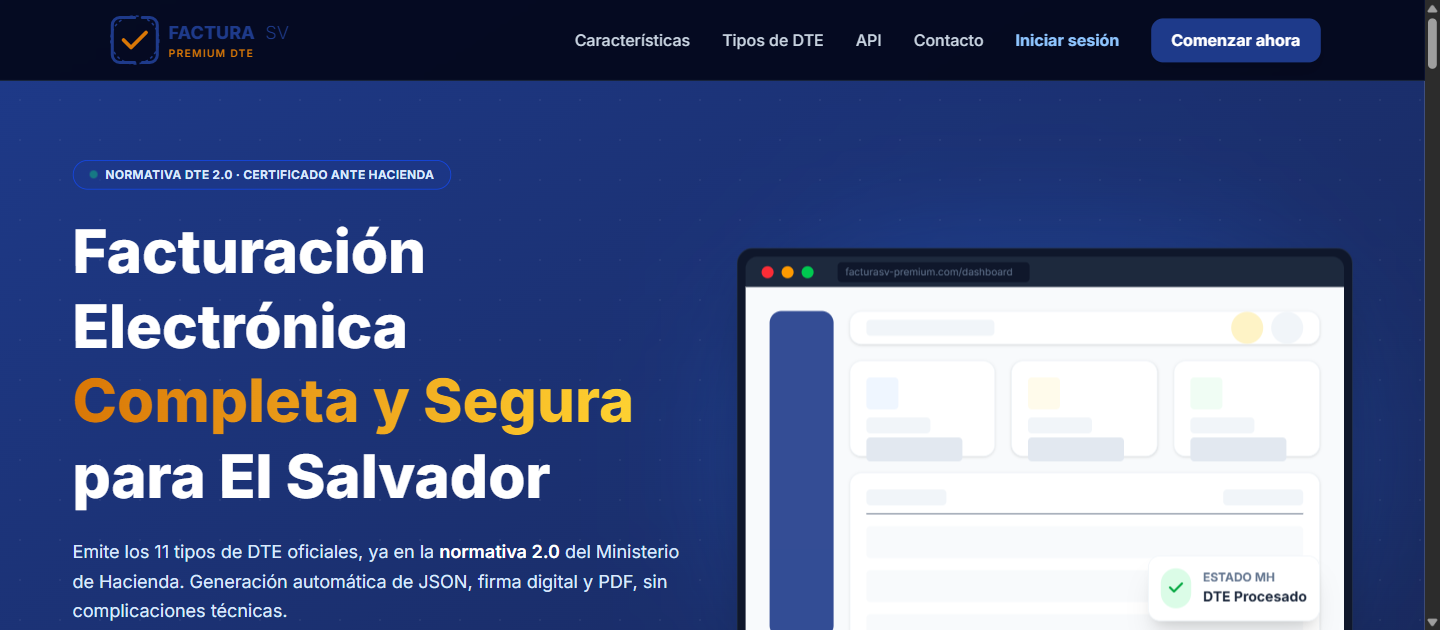 FACTURA SV
PREMIUM DTE
Características
Tipos de DTE
API
Contacto
Iniciar sesión
Comenzar ahora
NORMATIVA DTE 2.0 · CERTIFICADO ANTE HACIENDA
Facturación
Electrónica
Completa y Segura
para El Salvador
Emite los 11 tipos de DTE oficiales, ya en la normativa 2.0 del Ministerio
de Hacienda. Generación automática de JSON, firma digital y PDF, sin
complicaciones técnicas.
facturasv-premium.com/dashboard
ESTADO MH
DTE Procesado